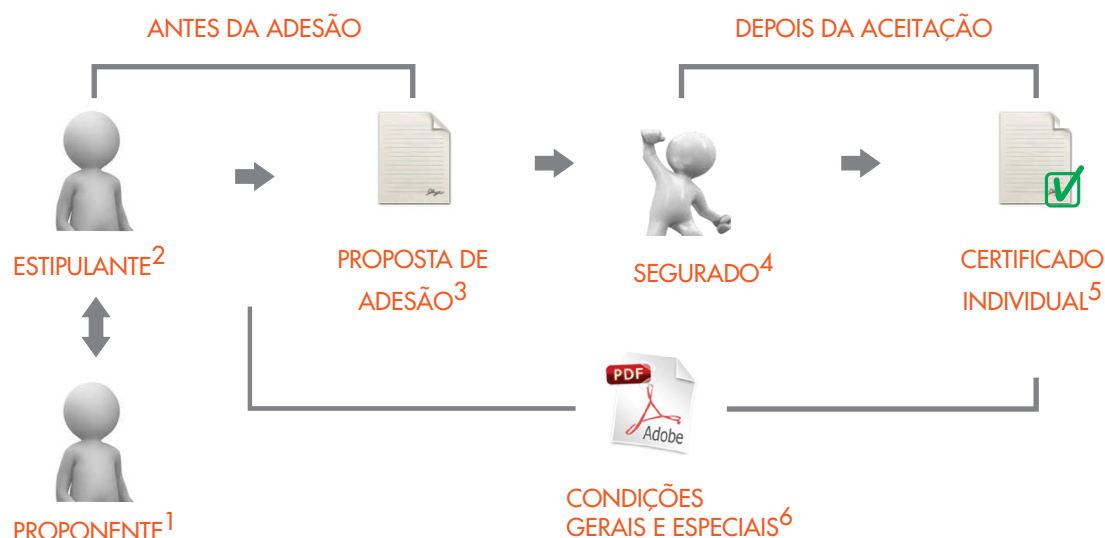 ANTES DA ADESÃO
DEPOIS DA ACEITAÇÃO
ESTIPULANTE2
PROPOSTA DE
ADESÃO3
SEGURADO4
CERTIFICADO
INDIVIDUAL5
PDF
Adobe
PROPONENTE1
CONDIÇÕES
GERAIS E ESPECIAIS6